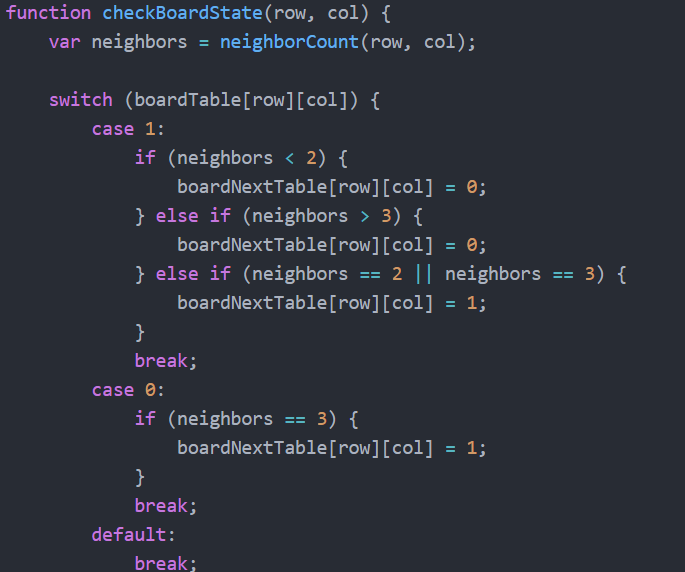 function checkBoardState(row, col) {
    var neighbors = neighborCount(row, col);

    switch (boardTable[row][col]) {
        case 1:
            if (neighbors < 2) {
                boardNextTable[row][col] = 0;
            } else if (neighbors > 3) {
                boardNextTable[row][col] = 0;
            } else if (neighbors == 2 || neighbors == 3) {
                boardNextTable[row][col] = 1;
            }
            break;
        case 0:
            if (neighbors == 3) {
                boardNextTable[row][col] = 1;
            }
            break;
        default:
            break;